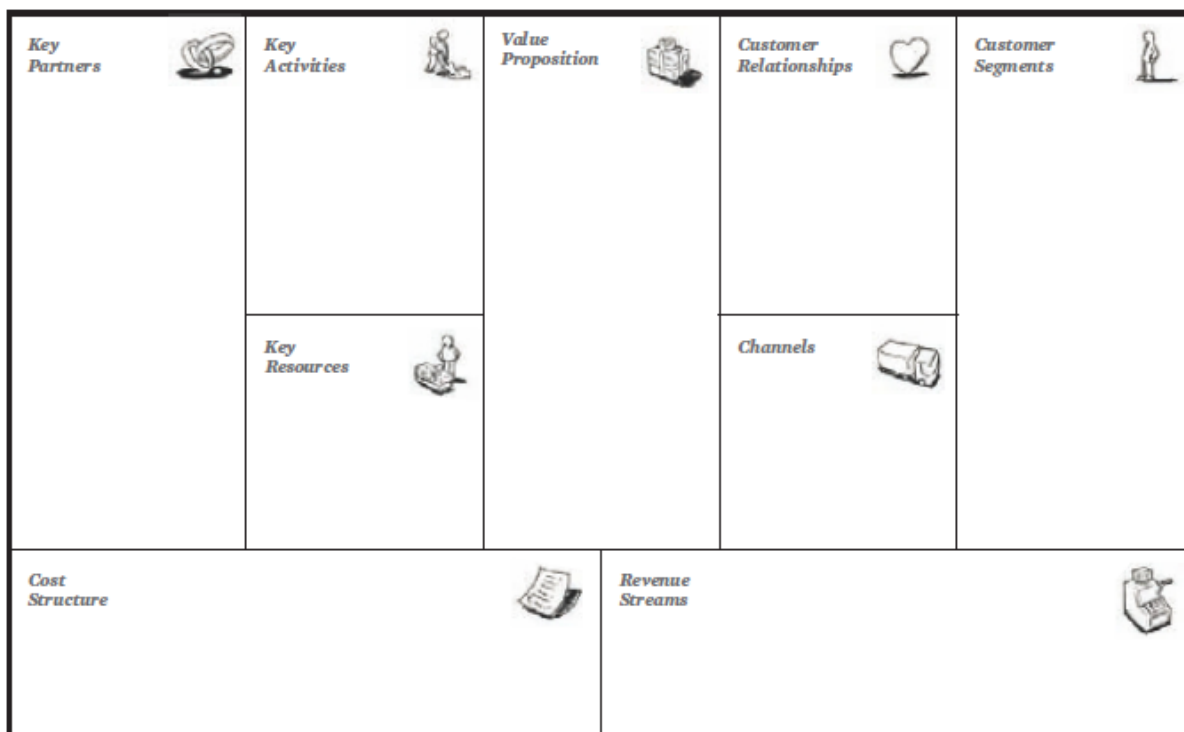 Key
Partners
Key
Activities
Value
Proposition
Customer
Relationships
Customer
Segments
Key
Resources
Channels
Cost
Structure
Revenue
Streams